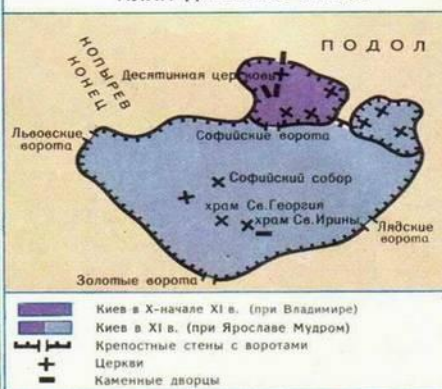 ПОДОЛ
КОПЫРЕВ
КОНЕЦ
Десятинная церковь
Львовские
ворота
Софийские ворота
Софийский собор
храм Св.Георгия
храм Св.Ирины
Лядские
ворота
Золотые ворота
Киев в X-начале XI в. (при Владимире)
Киев в XI в. (при Ярославе Мудром)
Крепостные стены с воротами
Церкви
Каменные дворцы